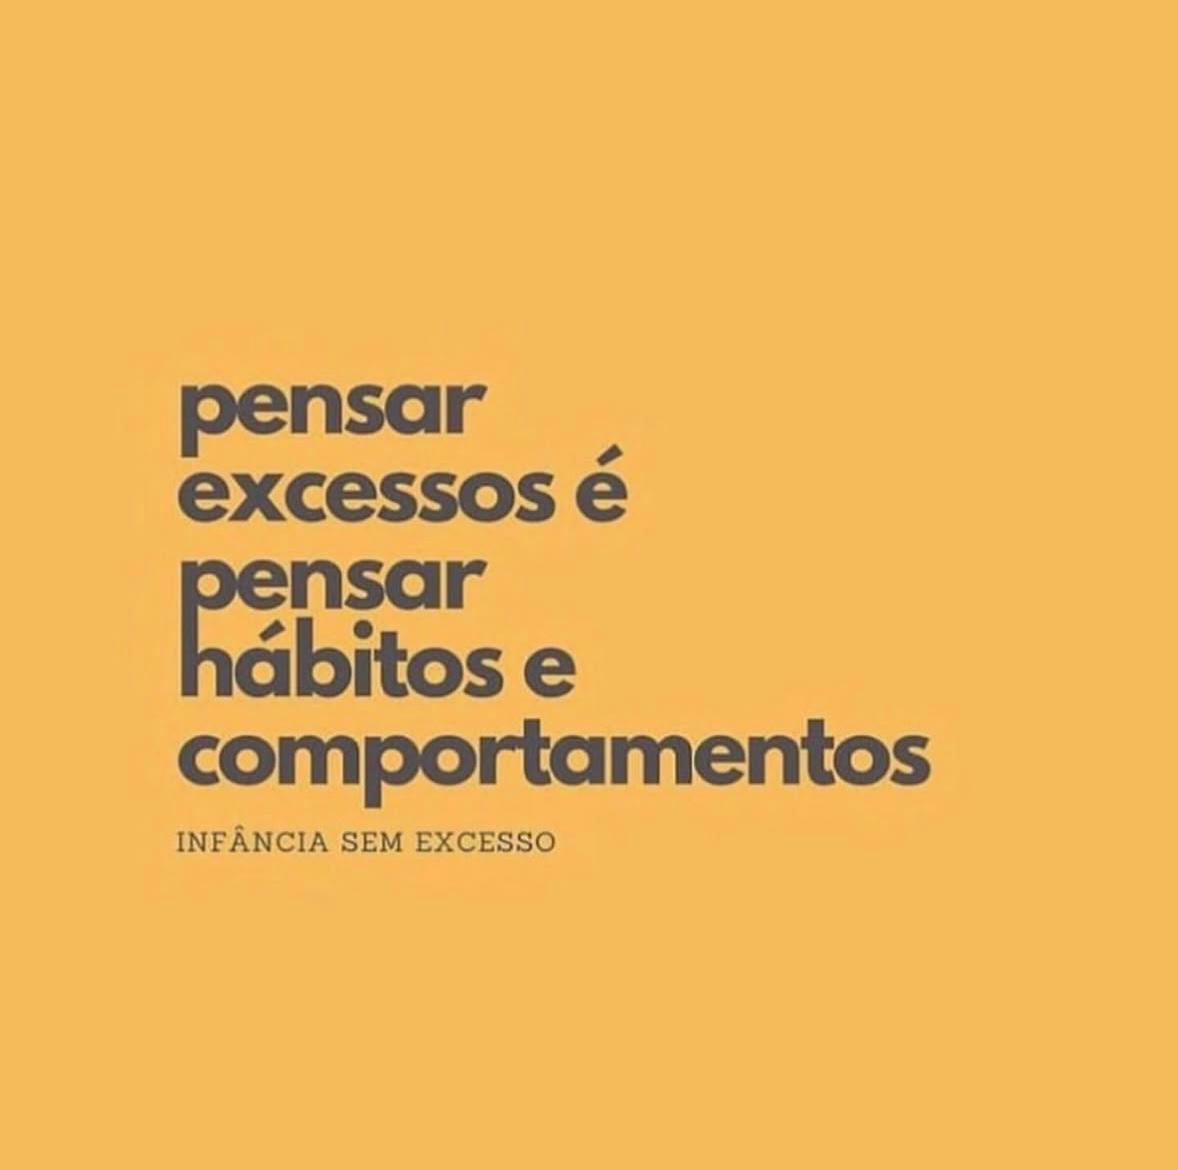 pensar
excessos é
pensar
hábitos e
comportamentos
INFÂNCIA SEM EXCESSO